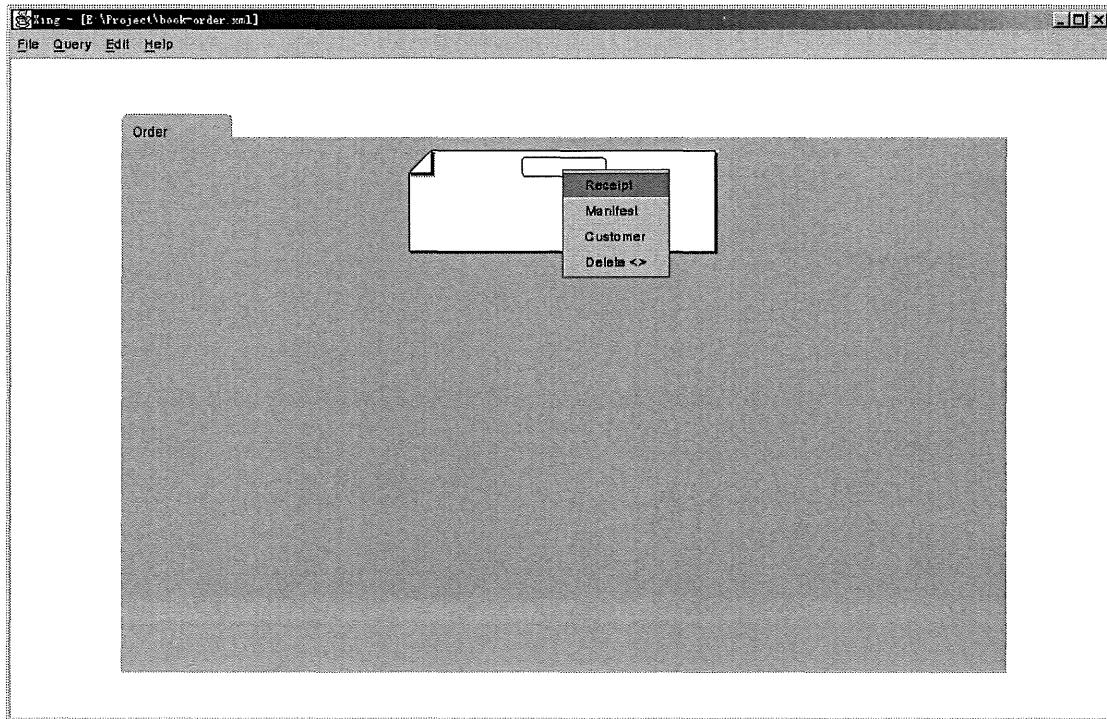 Xing - [E:\Project\book-order.xml]
File Query Edit Help
Order
Receipt
Manifest
Customer
Delete <>